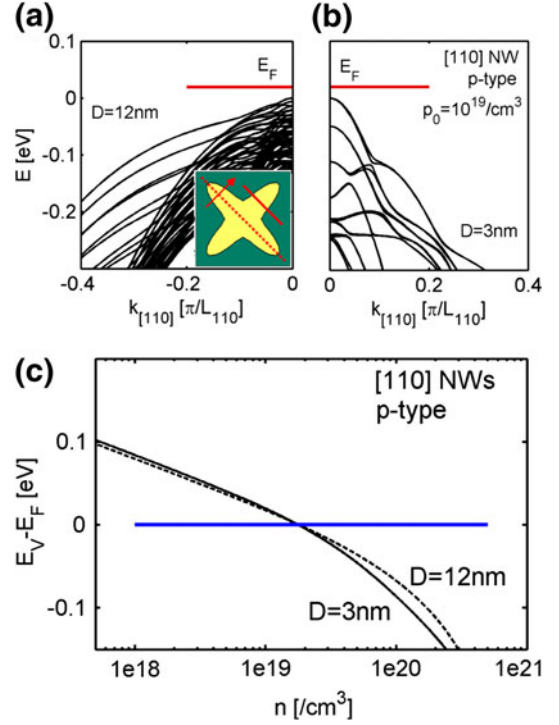 (a)
0.1
0
-0.1
-0.2
E [eV]
D=12nm
E_F
-0.4
-0.2
0
k_[110] [π/L_110]
(b)
E_F
[110] NW
p-type
p_0=10^19/cm^3
D=3nm
0
0.2
0.4
k_[110] [π/L_110]
(c)
[110] NWs
p-type
0.1
0
-0.1
E_V-E_F [eV]
D=12nm
D=3nm
1e18
1e19
1e20
1e21
n [/cm^3]